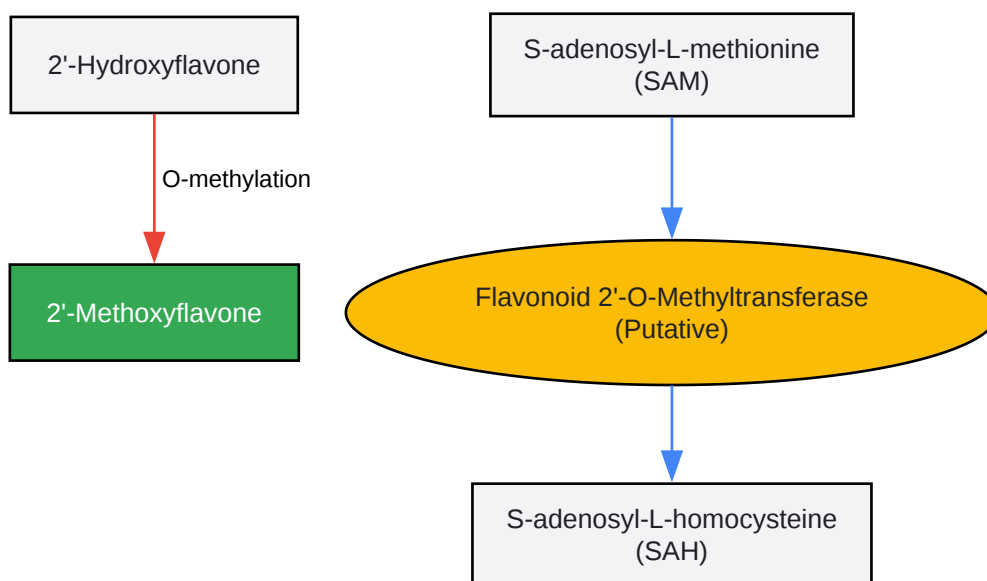 2'-Hydroxyflavone
O-methylation
2'-Methoxyflavone
S-adenosyl-L-methionine
(SAM)
Flavonoid 2'-O-Methyltransferase
(Putative)
S-adenosyl-L-homocysteine
(SAH)